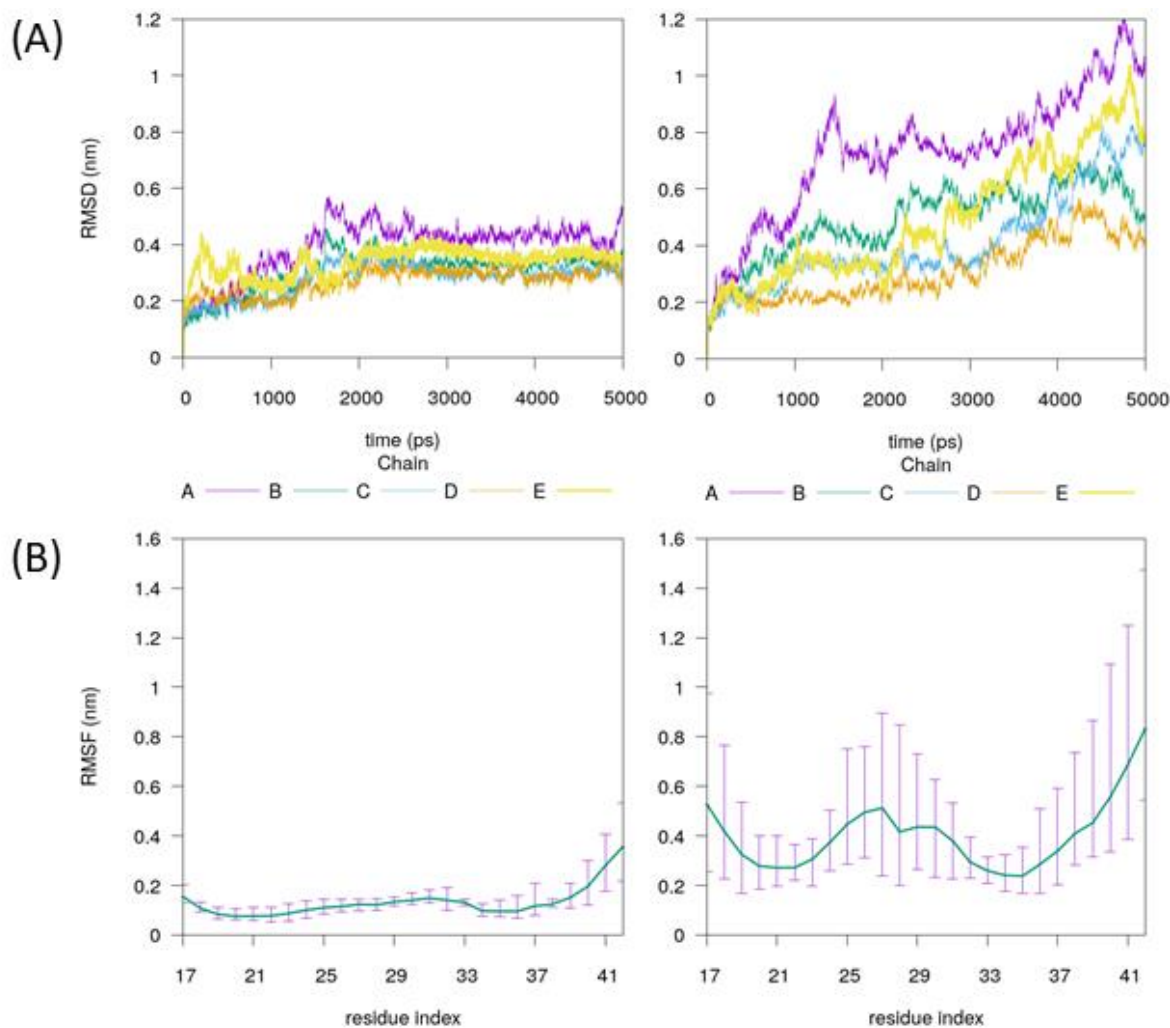 (A)
1.2 1 0.8 0.6 0.4 0.2 0
RMSD (nm)
0 1000 2000 3000 4000 5000
time (ps)
Chain
A B C D E
1.2 1 0.8 0.6 0.4 0.2 0
0 1000 2000 3000 4000 5000
time (ps)
Chain
A B C D E
(B)
1.6 1.4 1.2 1 0.8 0.6 0.4 0.2 0
RMSF (nm)
17 21 25 29 33 37 41
residue index
1.6 1.4 1.2 1 0.8 0.6 0.4 0.2 0
17 21 25 29 33 37 41
residue index